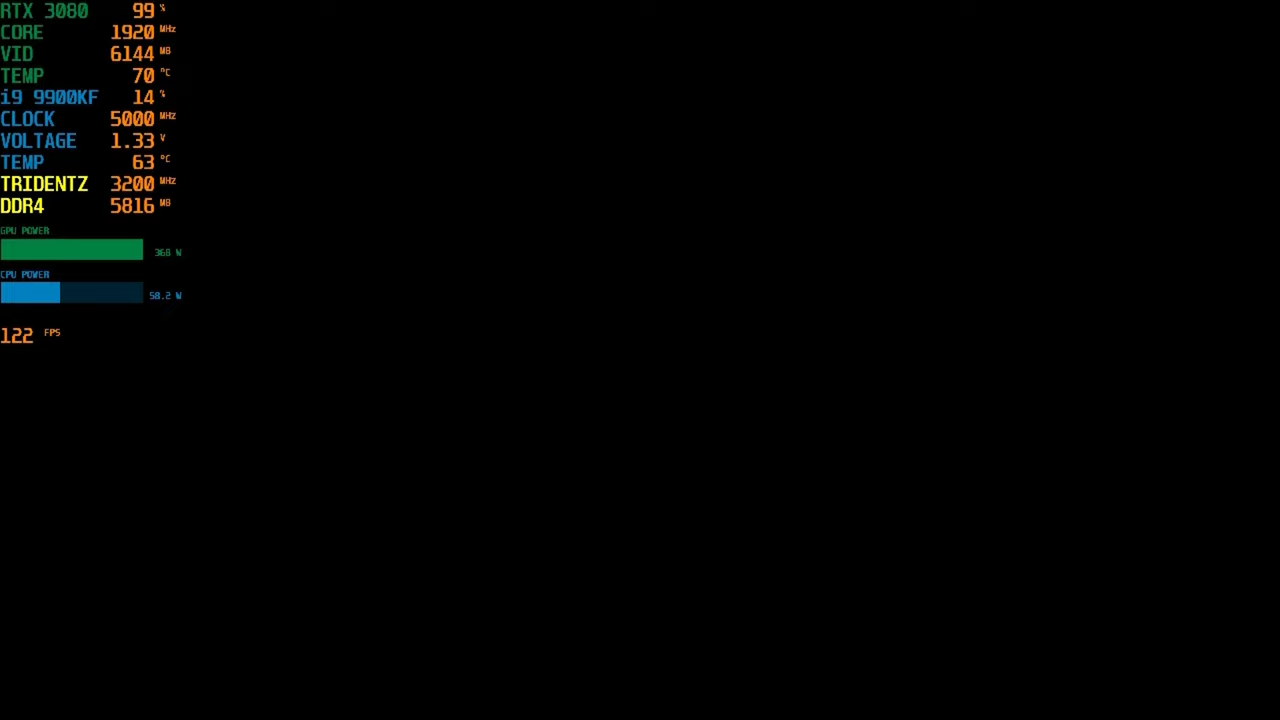 RTX 3080 99 %
CORE 1920 MHz
VID 6144 MB
TEMP 70 °C
i9 9900KF 14 %
CLOCK 5000 MHz
VOLTAGE 1.33 V
TEMP 63 °C
TRIDENTZ 3200 MHz
DDR4 5816 MB
GPU POWER
368 W
CPU POWER
58.2 W
122 FPS